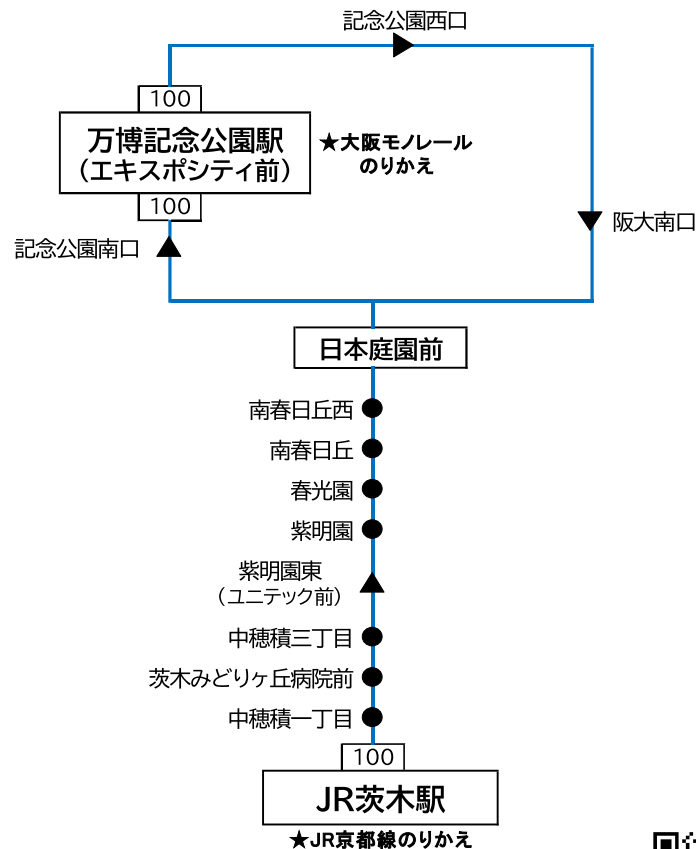 記念公園西口
100
万博記念公園駅
（エキスポシティ前）
★大阪モノレール
のりかえ
100
阪大南口
記念公園南口
日本庭園前
南春日丘西
南春日丘
春光園
紫明園
紫明園東
（ユニテック前）
中穂積三丁目
茨木みどりヶ丘病院前
中穂積一丁目
100
JR茨木駅
★JR京都線のりかえ